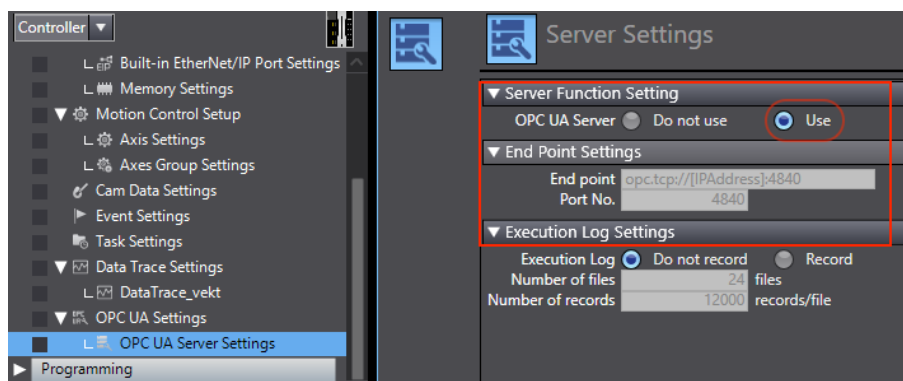 Controller
Built-in EtherNet/IP Port Settings
Memory Settings
Motion Control Setup
Axis Settings
Axes Group Settings
Cam Data Settings
Event Settings
Task Settings
Data Trace Settings
DataTrace_vekt
OPC UA Settings
OPC UA Server Settings
Programming
Server Settings
Server Function Setting
OPC UA Server Do not use Use
End Point Settings
End point opc.tcp://[IPAddress]:4840
Port No. 4840
Execution Log Settings
Execution Log Do not record Record
Number of files 24 files
Number of records 12000 records/file